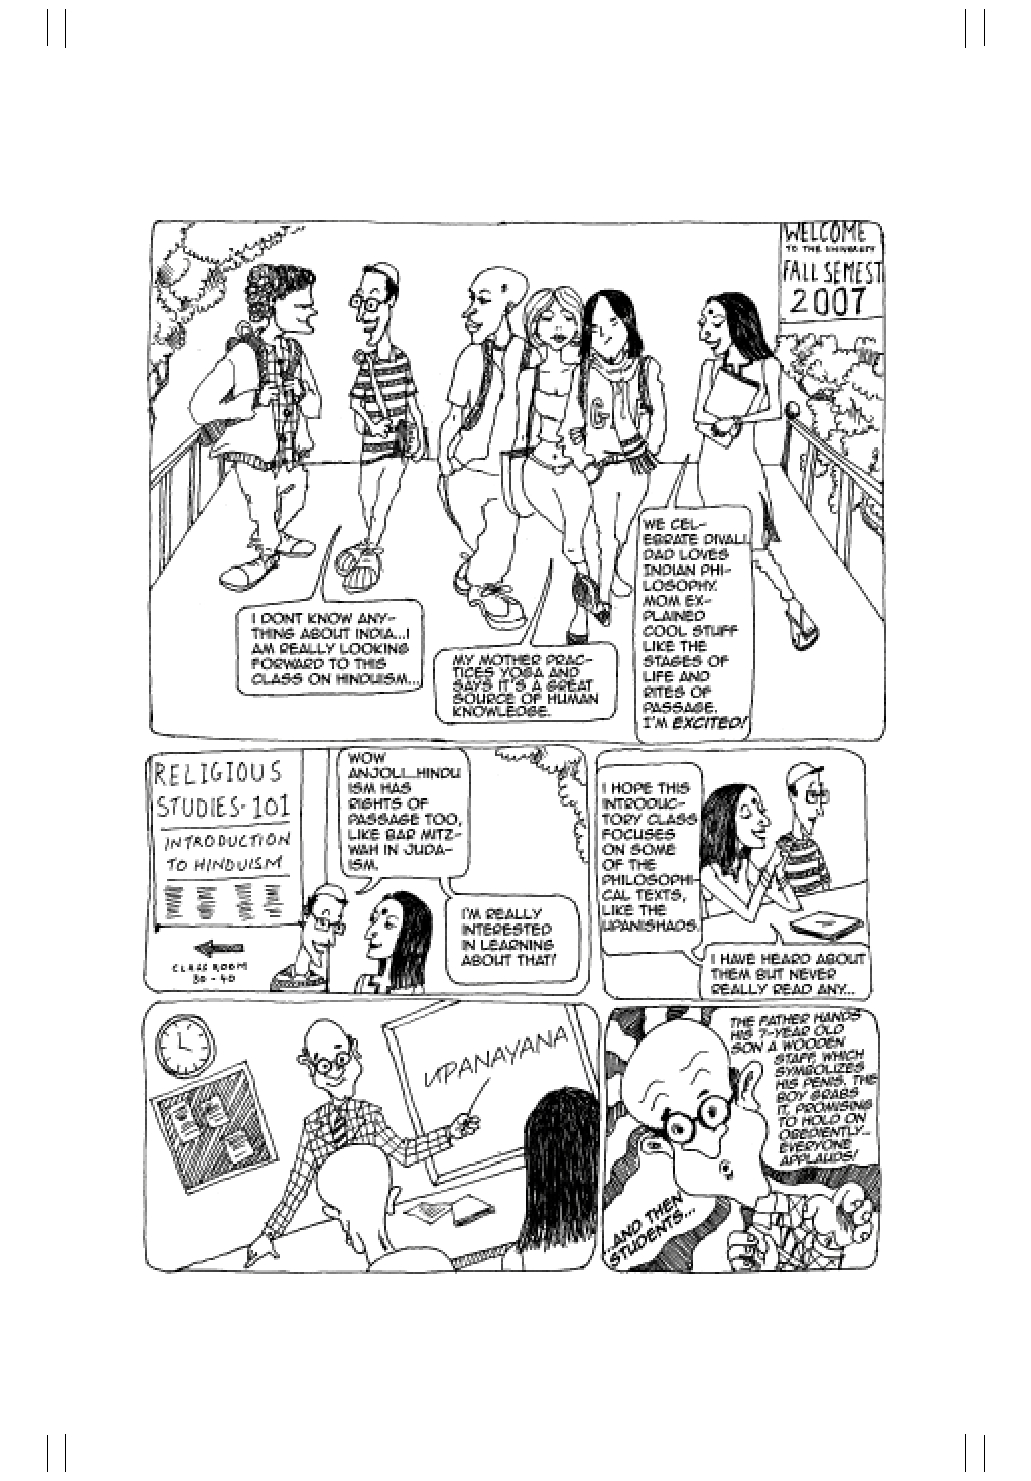 WELCOME
TO THE UNIVERSITY
FALL SEMEST
2007
I DONT KNOW ANY-
THING ABOUT INDIA...I
AM REALLY LOOKING
FORWARD TO THIS
CLASS ON HINDUISM...
MY MOTHER PRAC-
TICES YOGA AND
SAYS IT'S A GREAT
SOURCE OF HUMAN
KNOWLEDGE.
WE CEL-
EBRATE DIVALI.
DAD LOVES
INDIAN PHI-
LOSOPHY.
MOM EX-
PLAINED
COOL STUFF
LIKE THE
STAGES OF
LIFE AND
RITES OF
PASSAGE.
I'M EXCITED!
G
RELIGIOUS
STUDIES-101
INTRODUCTION
TO HINDUISM
CLASS ROOM
30-40
WOW
ANJOLI...HINDU
ISM HAS
RIGHTS OF
PASSAGE TOO,
LIKE BAR MITZ-
WAH IN JUDA-
ISM.
I'M REALLY
INTERESTED
IN LEARNING
ABOUT THAT!
I HOPE THIS
INTRODUC-
TORY CLASS
FOCUSES
ON SOME
OF THE
PHILOSOPHI-
CAL TEXTS,
LIKE THE
UPANISHADS.
I HAVE HEARD ABOUT
THEM BUT NEVER
REALLY READ ANY...
UPANAYANA
THE FATHER HANDS
HIS 7-YEAR OLD
SON A WOODEN
STAFF, WHICH
SYMBOLIZES
HIS PENIS. THE
BOY GRABS
IT, PROMISING
TO HOLD ON
OBEDIENTLY-
EVERYONE
APPLAUDS!
AND THEN
STUDENTS...